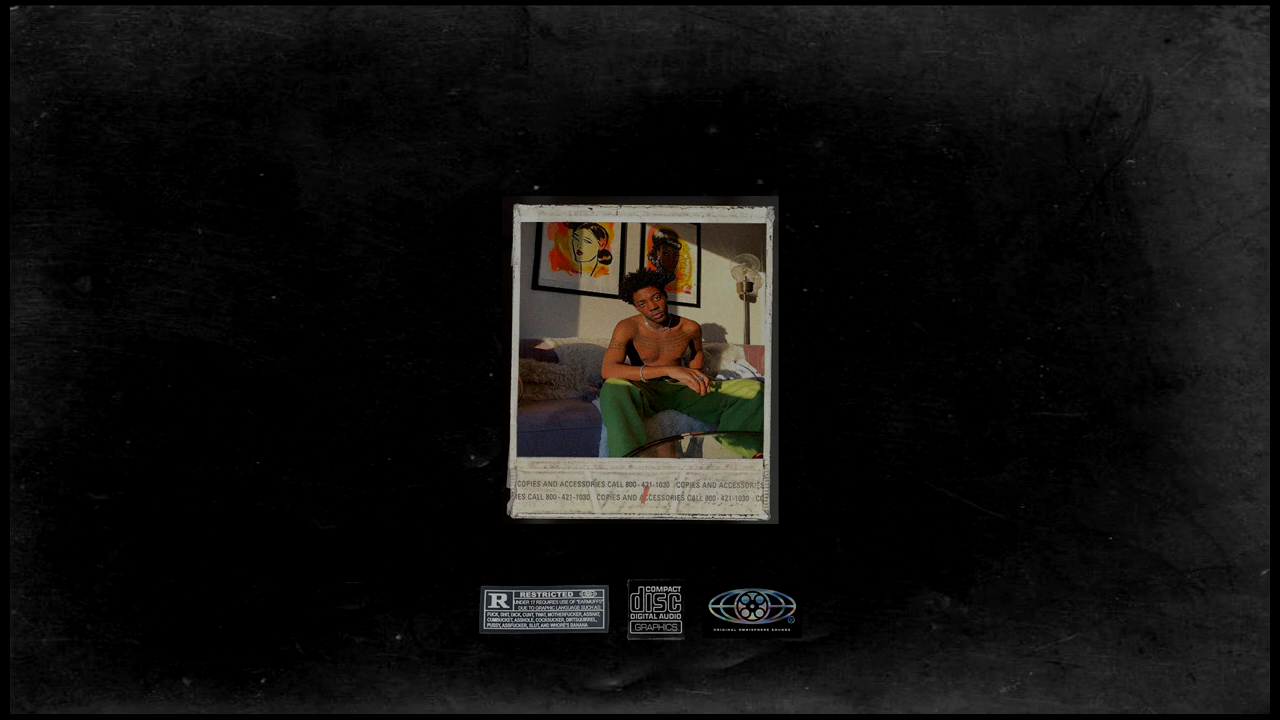 COPIES AND ACCESSORIES CALL 800-421-1030 COPIES AND ACCESSORIES
IES CALL 800-421-1030 COPIES AND ACCESSORIES CALL 800-421-1030 CO
R RESTRICTED
UNDER 17 REQUIRES USE OF "EARMUFFS"
DUE TO GRAPHIC LANGUAGE SUCH AS:
FUCK, SHIT, DICK, CUNT, TWAT, MOTHERFUCKER, ASSHAT,
CUMBUCKET, ASSHOLE, COCKSUCKER, DIRTSQUIRREL,
PUSSY, ASSFUCKER, SLUT, AND WHORE'S BANANA
COMPACT
disc
DIGITAL AUDIO
GRAPHICS
ORIGINAL OMNISPHERE SOUNDS